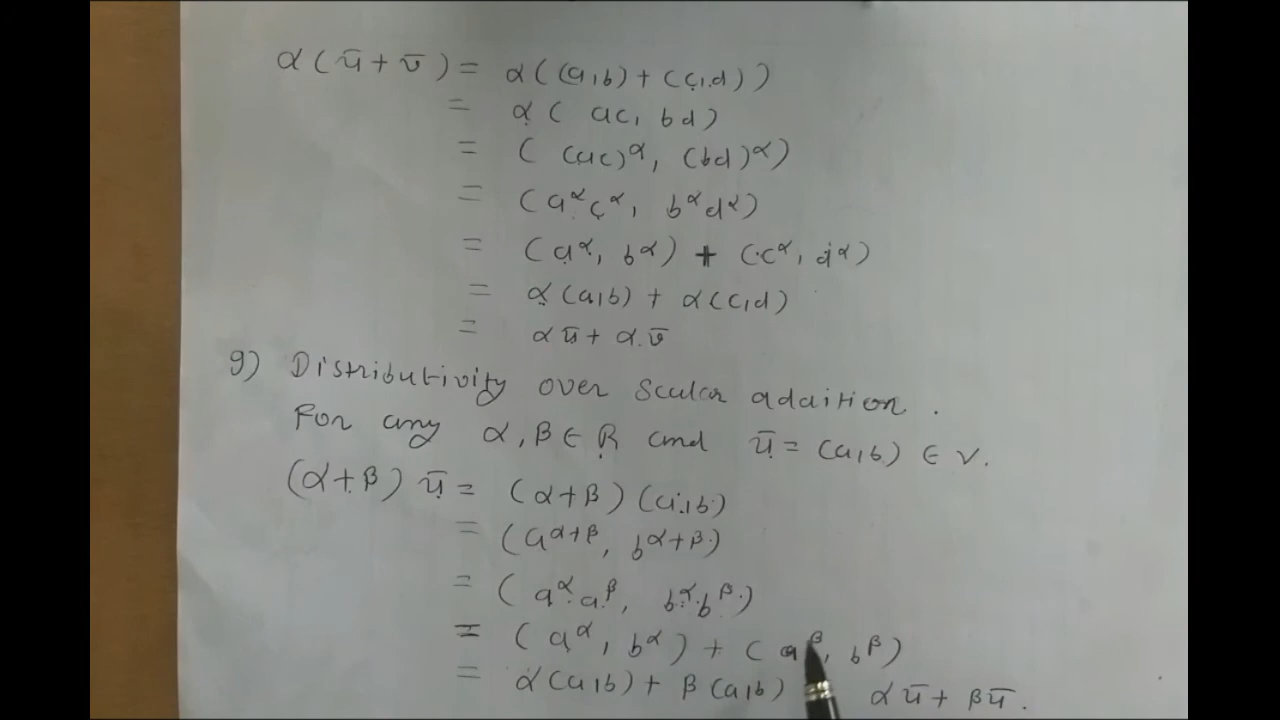 α(ū+v̄) = α((a,b)+(c,d))
= α(ac, bd)
= ((ac)^α, (bd)^α)
= (a^α c^α, b^α d^α)
= (a^α, b^α) + (c^α, d^α)
= α(a,b) + α(c,d)
= αū + α.v̄
9) Distributivity over scalar addition.
For any α, β ∈ R and ū = (a,b) ∈ V.
(α+β) ū = (α+β)(a,b)
= (a^α+β, b^α+β)
= (a^α.a^β, b^α.b^β)
= (a^α, b^α) + (a^β, b^β)
= α(a,b) + β(a,b) αū + βū.